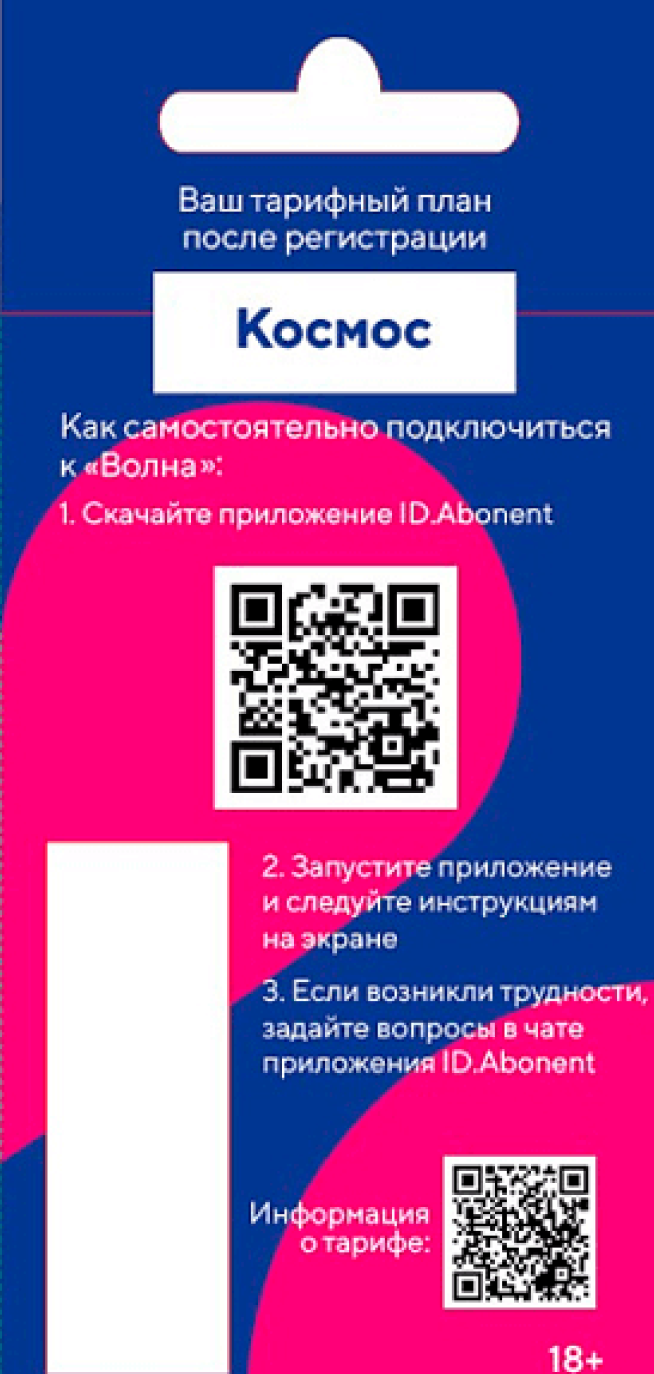 Ваш тарифный план
после регистрации
Космос
Как самостоятельно подключиться
к «Волна»:
1. Скачайте приложение ID.Abonent
2. Запустите приложение
и следуйте инструкциям
на экране
3. Если возникли трудности,
задайте вопросы в чате
приложения ID.Abonent
Информация
о тарифе:
18+